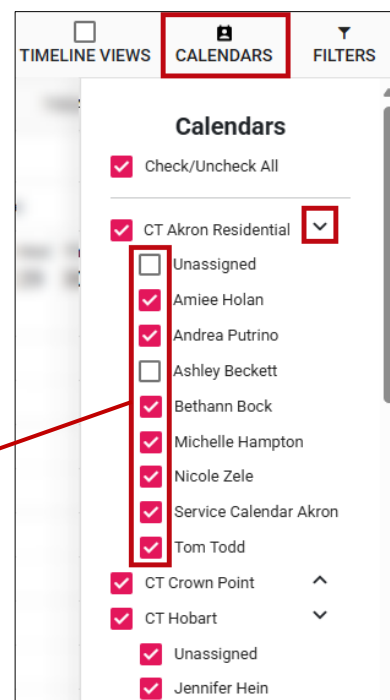 TIMELINE VIEWS
CALENDARS
FILTERS
Calendars
Check/Uncheck All
CT Akron Residential
Unassigned
Amiee Holan
Andrea Putrino
Ashley Beckett
Bethann Bock
Michelle Hampton
Nicole Zele
Service Calendar Akron
Tom Todd
CT Crown Point
CT Hobart
Unassigned
Jennifer Hein